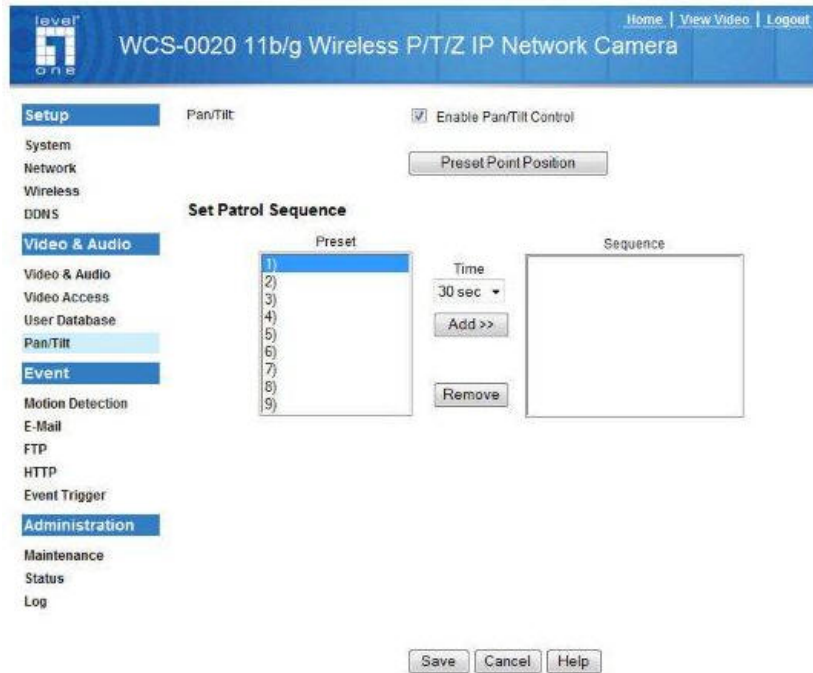 level
one
Home | View Video | Logout
WCS-0020 11b/g Wireless P/T/Z IP Network Camera
Setup
System
Network
Wireless
DDNS
Video & Audio
Video & Audio
Video Access
User Database
Pan/Tilt
Event
Motion Detection
E-Mail
FTP
HTTP
Event Trigger
Administration
Maintenance
Status
Log
Pan/Tilt
Enable Pan/Tilt Control
Preset Point Position
Set Patrol Sequence
Preset
1)
2)
3)
4)
5)
6)
7)
8)
9)
Time
30 sec
Add >>
Remove
Sequence
Save
Cancel
Help